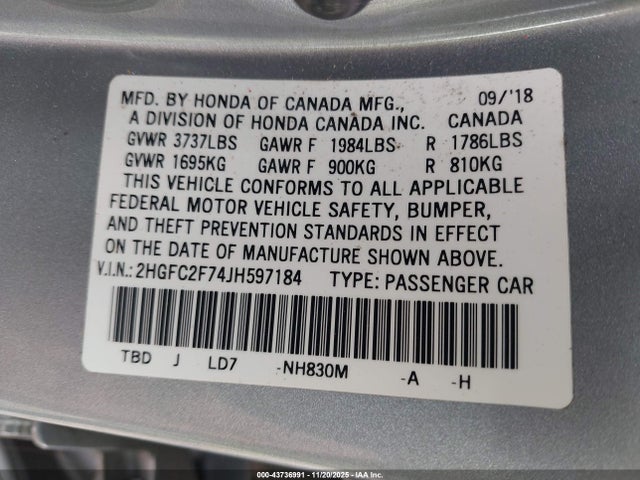 MFD. BY HONDA OF CANADA MFG., 09/'18
A DIVISION OF HONDA CANADA INC. CANADA
GVWR 3737LBS GAWR F 1984LBS R 1786LBS
GVWR 1695KG GAWR F 900KG R 810KG
THIS VEHICLE CONFORMS TO ALL APPLICABLE
FEDERAL MOTOR VEHICLE SAFETY, BUMPER,
AND THEFT PREVENTION STANDARDS IN EFFECT
ON THE DATE OF MANUFACTURE SHOWN ABOVE.
V.I.N.: 2HGFC2F74JH597184 TYPE: PASSENGER CAR
TBD J LD7 -NH830M -A -H
000-43736991 - 11/20/2025 - IAA Inc.